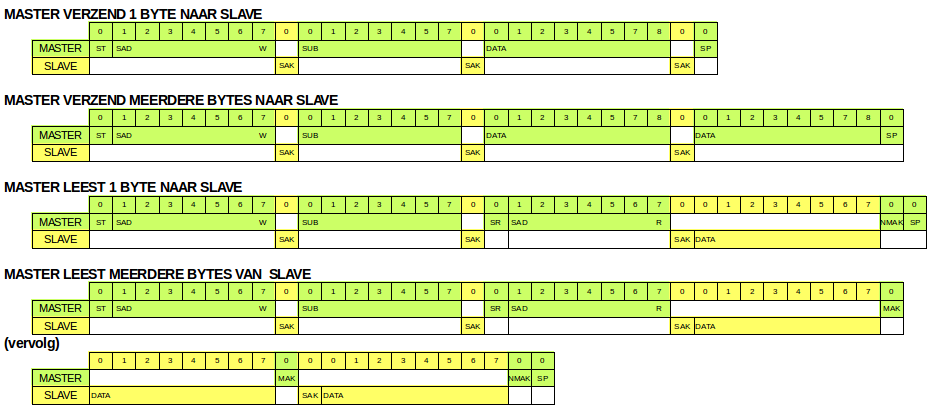 MASTER VERZEND 1 BYTE NAAR SLAVE
0 1 2 3 4 5 6 7 0 0 1 2 3 4 5 7 0 0 1 2 3 4 5 7 8 0 0
MASTER ST SAD W SUB DATA SP
SLAVE SAK SAK SAK
MASTER VERZEND MEERDERE BYTES NAAR SLAVE
0 1 2 3 4 5 6 7 0 0 1 2 3 4 5 7 0 0 1 2 3 4 5 7 8 0 0 1 2 3 4 5 7 8 0
MASTER ST SAD W SUB DATA DATA SP
SLAVE SAK SAK SAK
MASTER LEEST 1 BYTE NAAR SLAVE
0 1 2 3 4 5 6 7 0 0 1 2 3 4 5 7 0 0 1 2 3 4 5 6 7 0 0 1 2 3 4 5 6 7 0 0
MASTER ST SAD W SUB SR SAD R NMAK SP
SLAVE SAK SAK SAK DATA
MASTER LEEST MEERDERE BYTES VAN SLAVE
0 1 2 3 4 5 6 7 0 0 1 2 3 4 5 7 0 0 1 2 3 4 5 6 7 0 0 1 2 3 4 5 6 7 0
MASTER ST SAD W SUB SR SAD R MAK
SLAVE SAK SAK SAK DATA
(vervolg)
0 1 2 3 4 5 6 7 0 0 0 1 2 3 4 5 6 7 0 0
MASTER MAK NMAK SP
SLAVE DATA SAK DATA